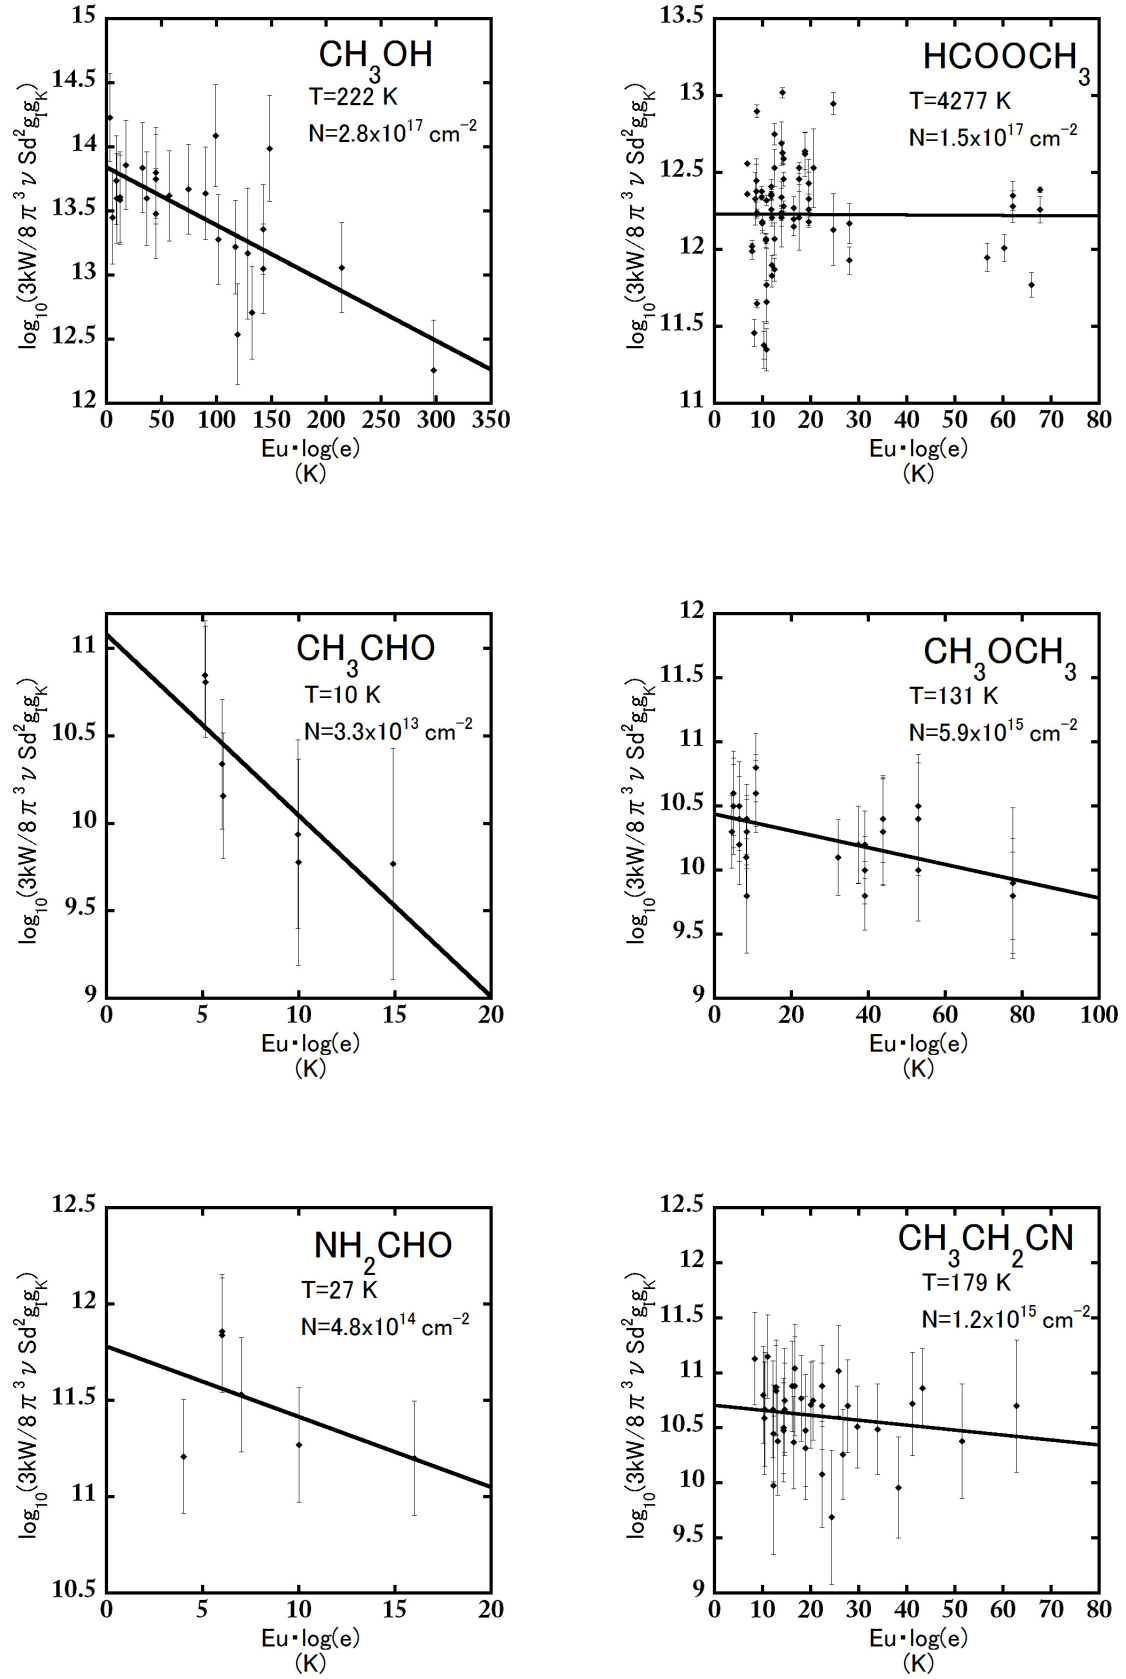 CH3OH
T=222 K
N=2.8x10^17 cm^-2
log10(3kW/8π^3 ν Sd^2gIgK)
15
14.5
14
13.5
13
12.5
12
0 50 100 150 200 250 300 350
Eu·log(e)
(K)
HCOOCH3
T=4277 K
N=1.5x10^17 cm^-2
log10(3kW/8π^3 ν Sd^2gIgK)
13.5
13
12.5
12
11.5
11
0 10 20 30 40 50 60 70 80
Eu·log(e)
(K)
CH3CHO
T=10 K
N=3.3x10^13 cm^-2
log10(3kW/8π^3 ν Sd^2gIgK)
11
10.5
10
9.5
9
0 5 10 15 20
Eu·log(e)
(K)
CH3OCH3
T=131 K
N=5.9x10^15 cm^-2
log10(3kW/8π^3 ν Sd^2gIgK)
12
11.5
11
10.5
10
9.5
9
0 20 40 60 80 100
Eu·log(e)
(K)
NH2CHO
T=27 K
N=4.8x10^14 cm^-2
log10(3kW/8π^3 ν Sd^2gIgK)
12.5
12
11.5
11
10.5
0 5 10 15 20
Eu·log(e)
(K)
CH3CH2CN
T=179 K
N=1.2x10^15 cm^-2
log10(3kW/8π^3 ν Sd^2gIgK)
12.5
12
11.5
11
10.5
10
9.5
9
0 10 20 30 40 50 60 70 80
Eu·log(e)
(K)